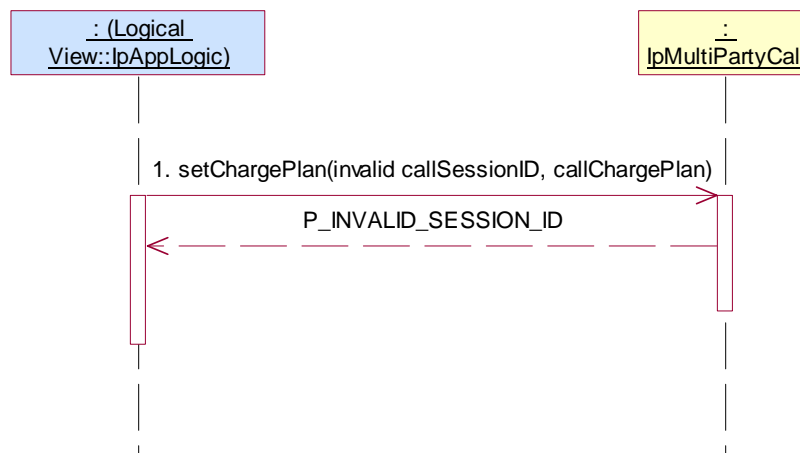 : (Logical
View::IpAppLogic)
:
IpMultiPartyCal
1. setChargePlan(invalid callSessionID, callChargePlan)
P_INVALID_SESSION_ID